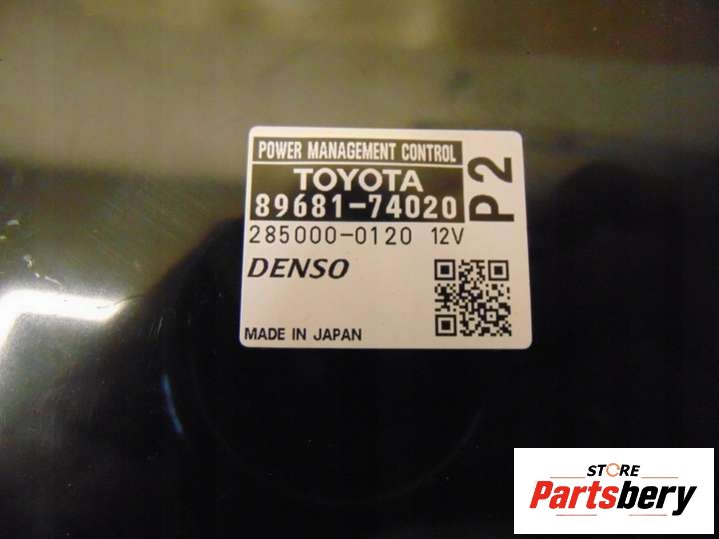 POWER MANAGEMENT CONTROL
TOYOTA
89681-74020
P2
285000-0120 12V
DENSO
MADE IN JAPAN
STORE
Partsbery